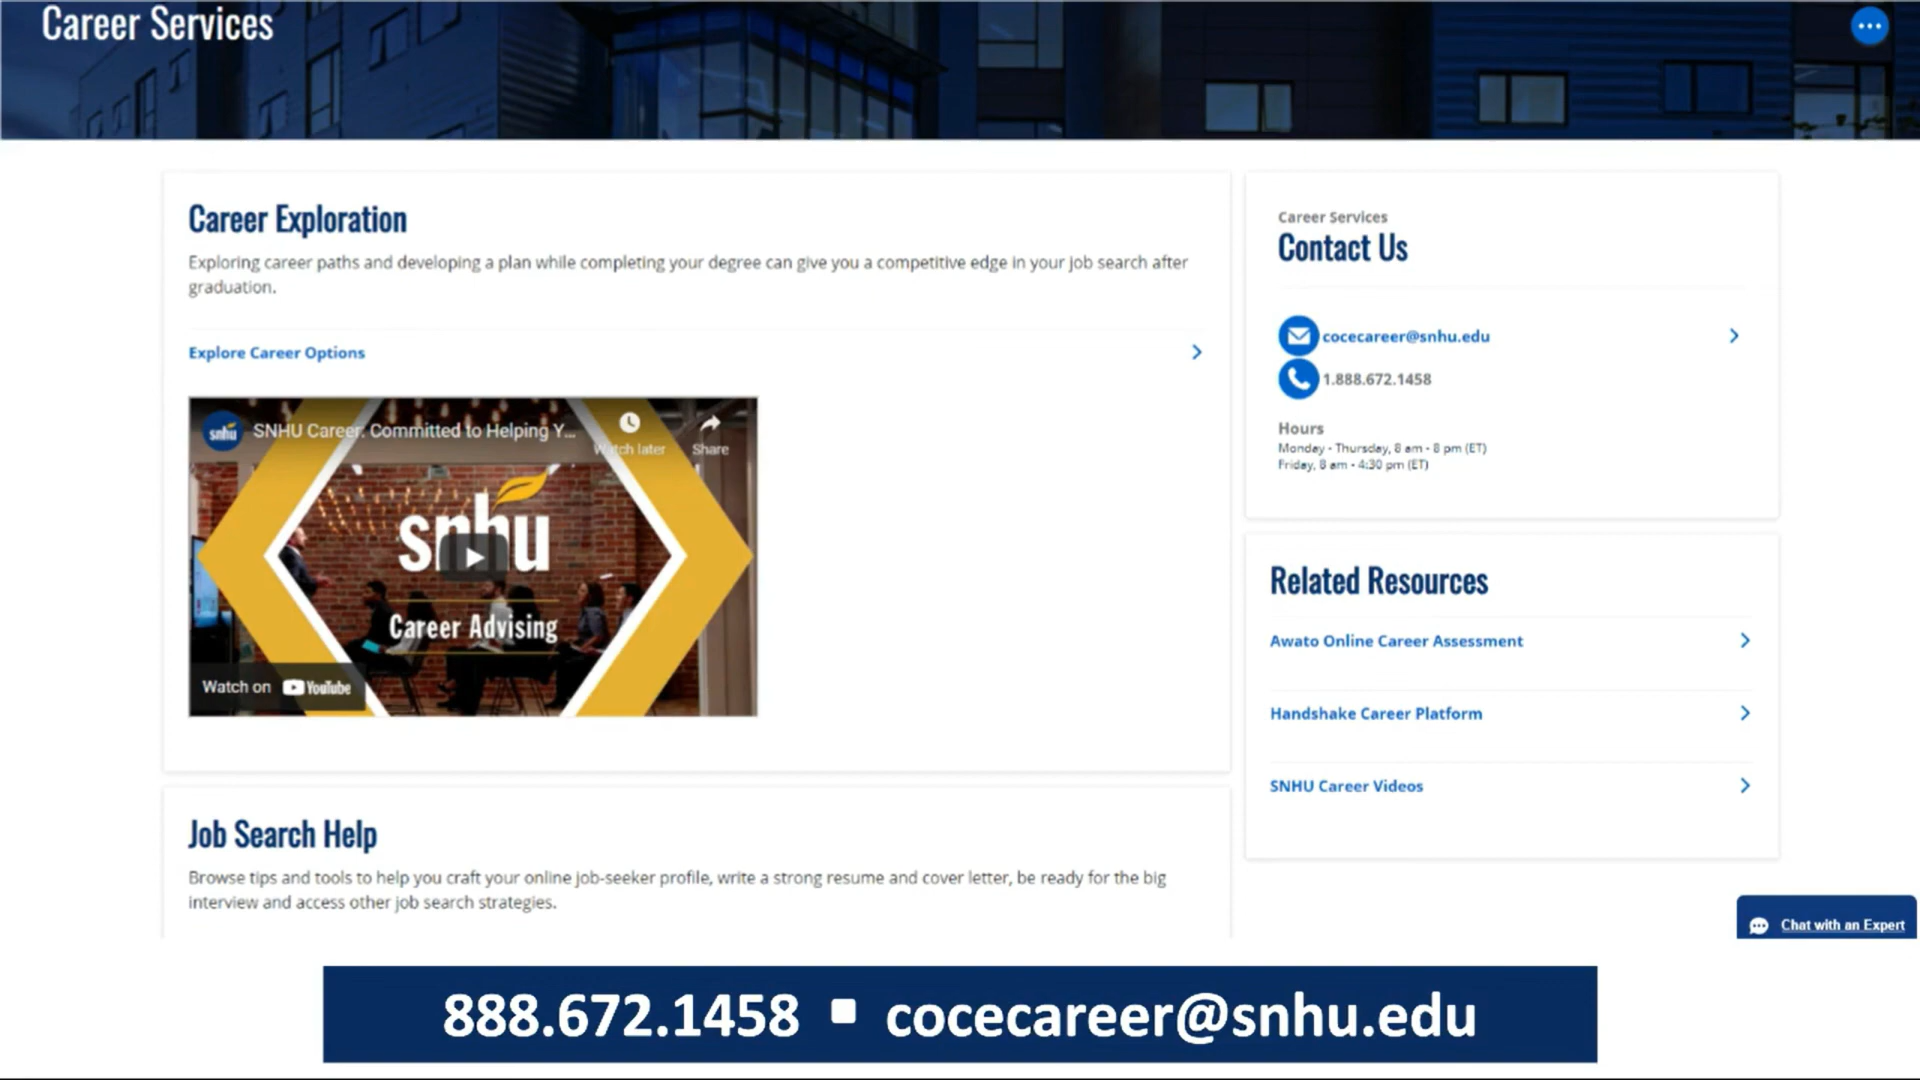 Career Services
Career Exploration
Exploring career paths and developing a plan while completing your degree can give you a competitive edge in your job search after
graduation.
Explore Career Options
snhu
SNHU Career: Committed to Helping Y...
Watch later
Share
snhu
Career Advising
Watch on YouTube
Job Search Help
Browse tips and tools to help you craft your online job-seeker profile, write a strong resume and cover letter, be ready for the big
interview and access other job search strategies.
Career Services
Contact Us
cocecareer@snhu.edu
1.888.672.1458
Hours
Monday - Thursday, 8 am - 8 pm (ET)
Friday, 8 am - 4:30 pm (ET)
Related Resources
Awato Online Career Assessment
Handshake Career Platform
SNHU Career Videos
Chat with an Expert
888.672.1458 ▪ cocecareer@snhu.edu